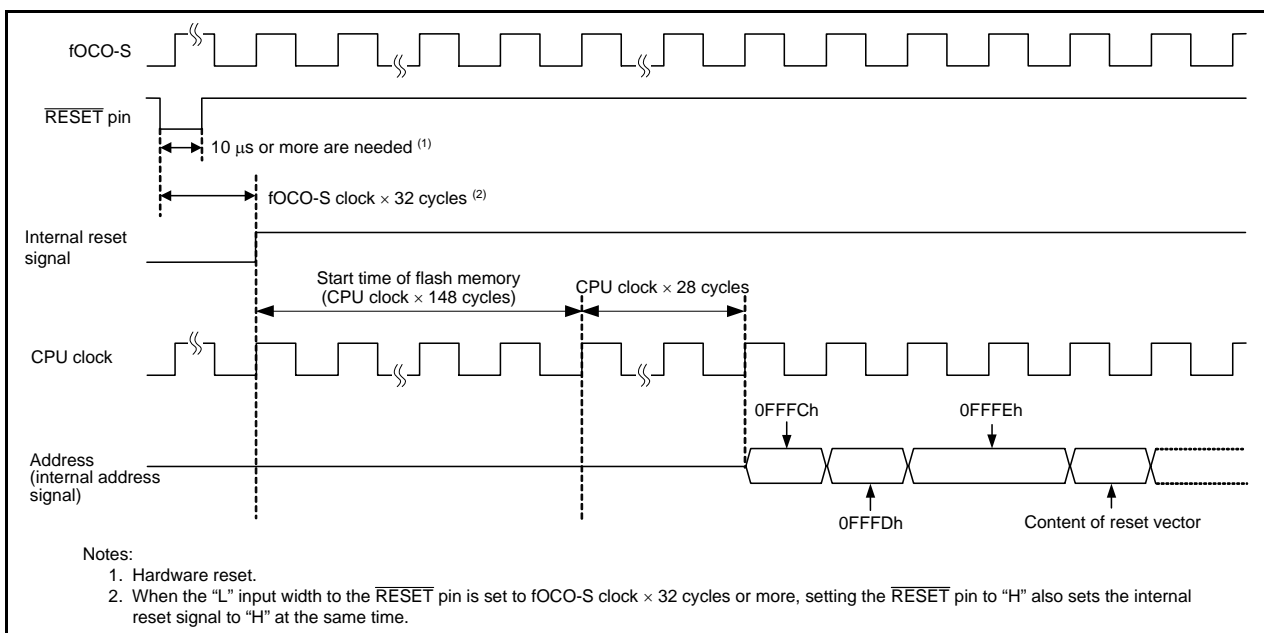 fOCO-S
RESET pin
10 μs or more are needed (1)
fOCO-S clock × 32 cycles (2)
Internal reset
signal
Start time of flash memory
(CPU clock × 148 cycles)
CPU clock × 28 cycles
CPU clock
0FFFCh
0FFFEh
Address
(internal address
signal)
0FFFDh
Content of reset vector
Notes:
1. Hardware reset.
2. When the “L” input width to the RESET pin is set to fOCO-S clock × 32 cycles or more, setting the RESET pin to “H” also sets the internal
reset signal to “H” at the same time.